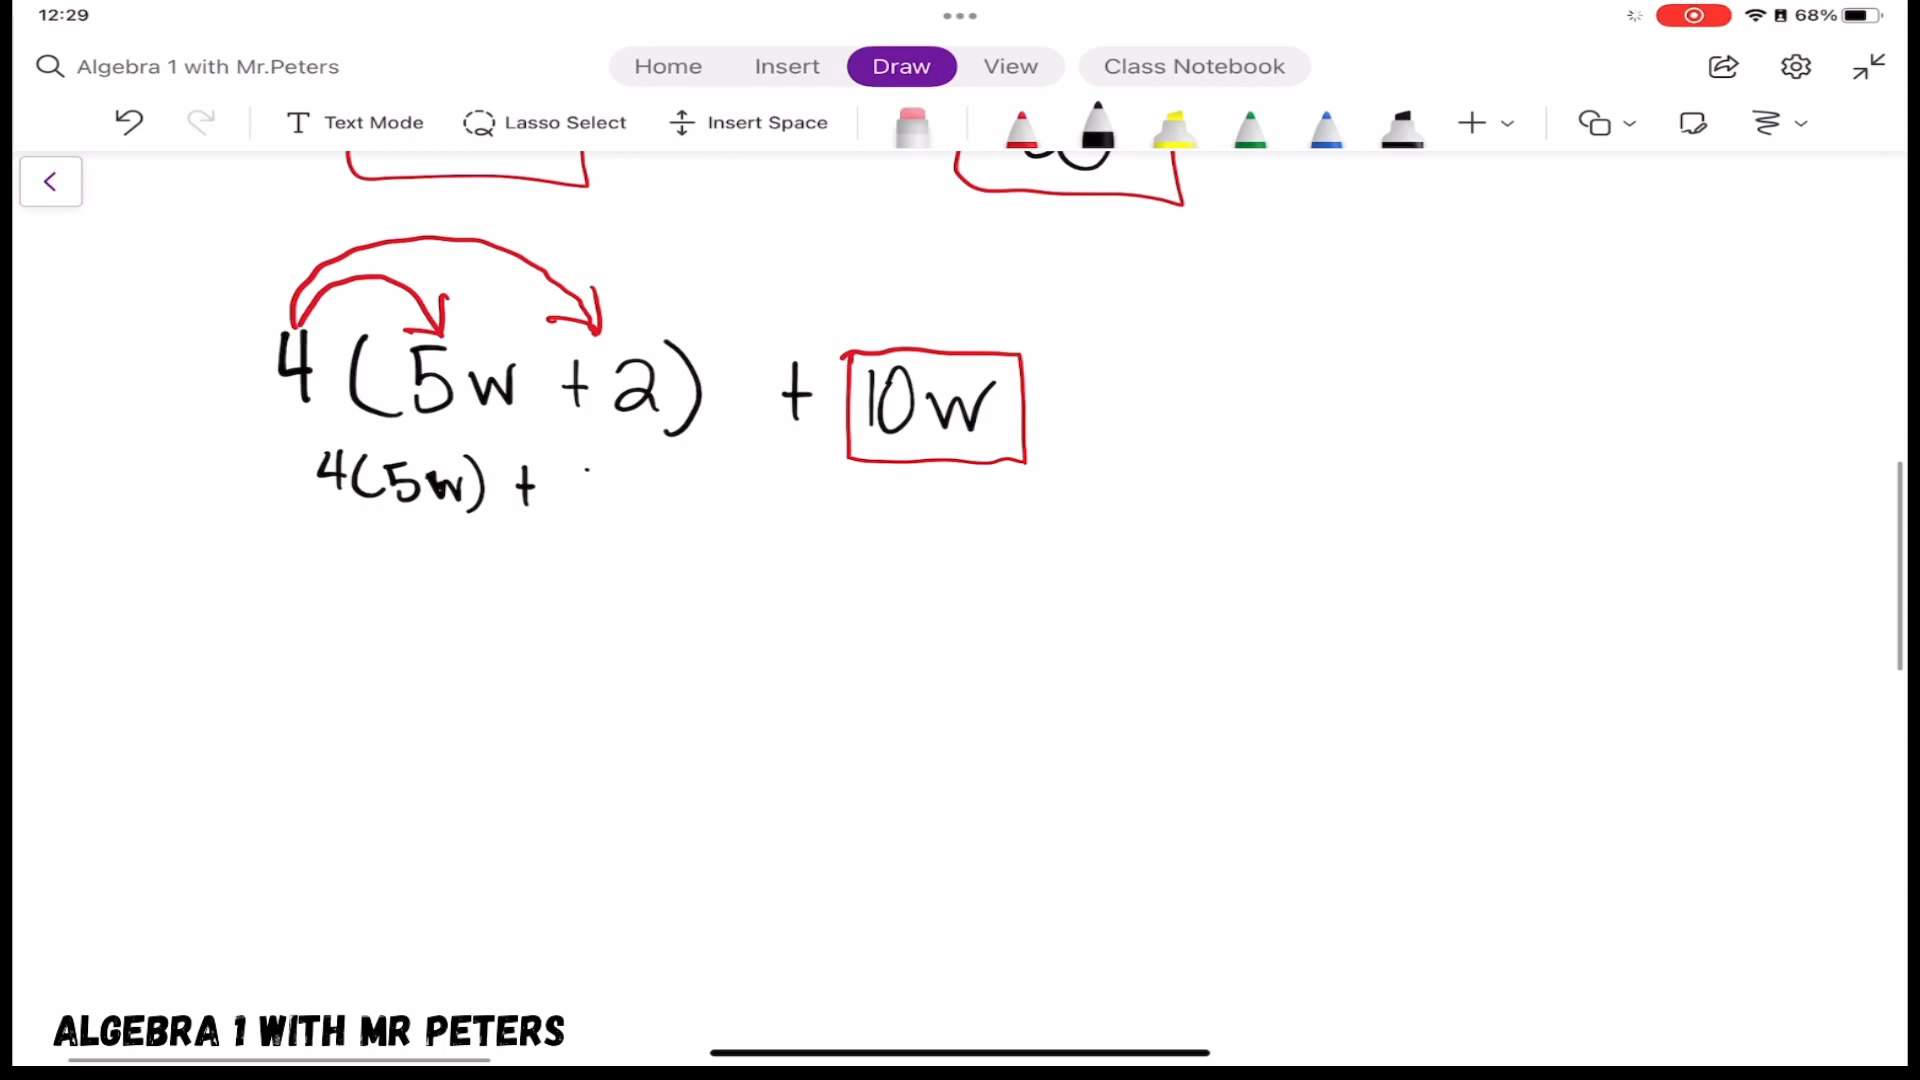 12:29
68%
Algebra 1 with Mr.Peters
Home Insert Draw View Class Notebook
Text Mode Lasso Select Insert Space
4(5w+2) + 10w
4(5w) +
ALGEBRA 1 WITH MR PETERS